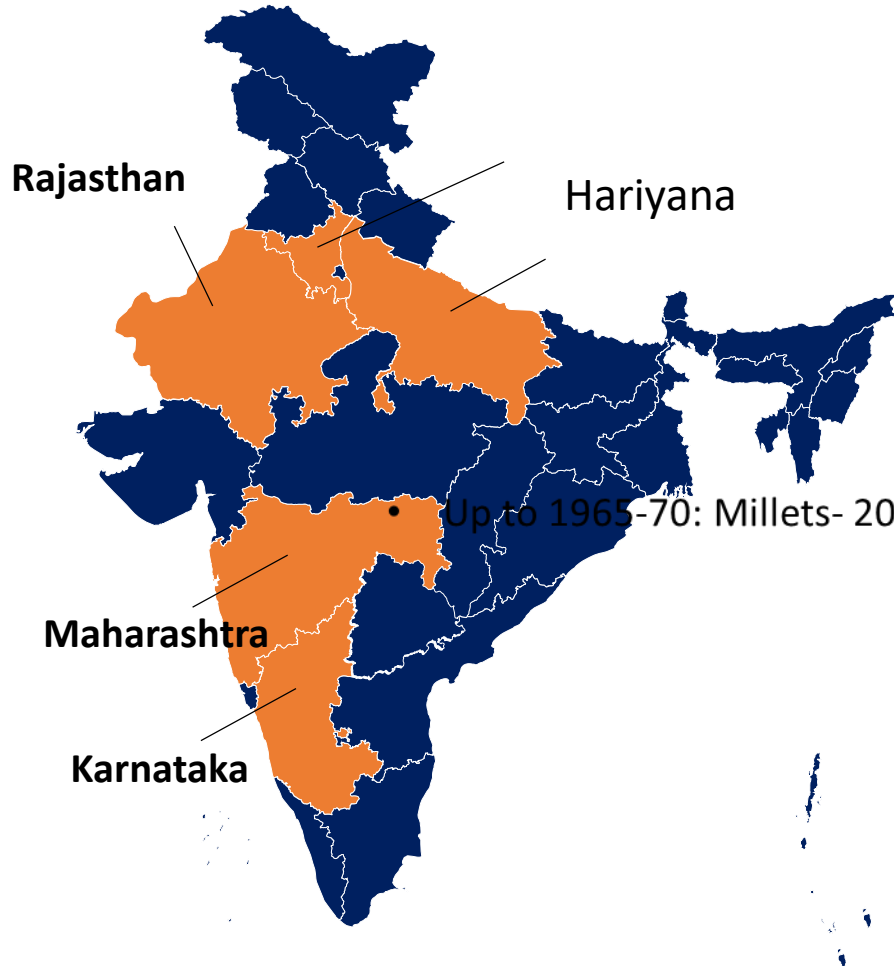 Rajasthan
Hariyana
Up to 1965-70: Millets- 20
Maharashtra
Karnataka